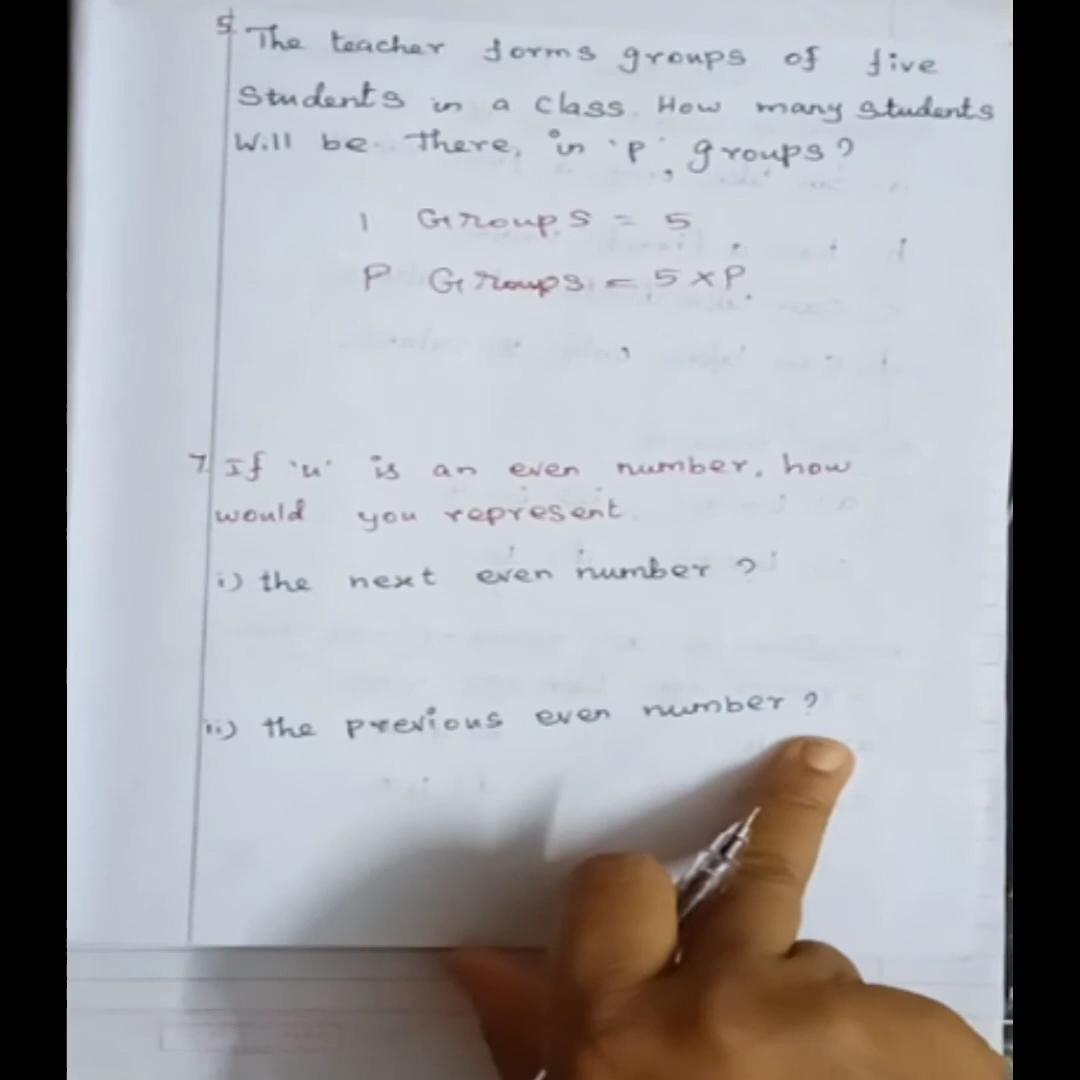 5. The teacher forms groups of five
students in a class. How many students
Will be there, in 'p', groups?
1 Groups = 5
P Groups = 5 × P.
7. If 'u' is an even number, how
would you represent.
i) the next even number ?
ii) the previous even number ?